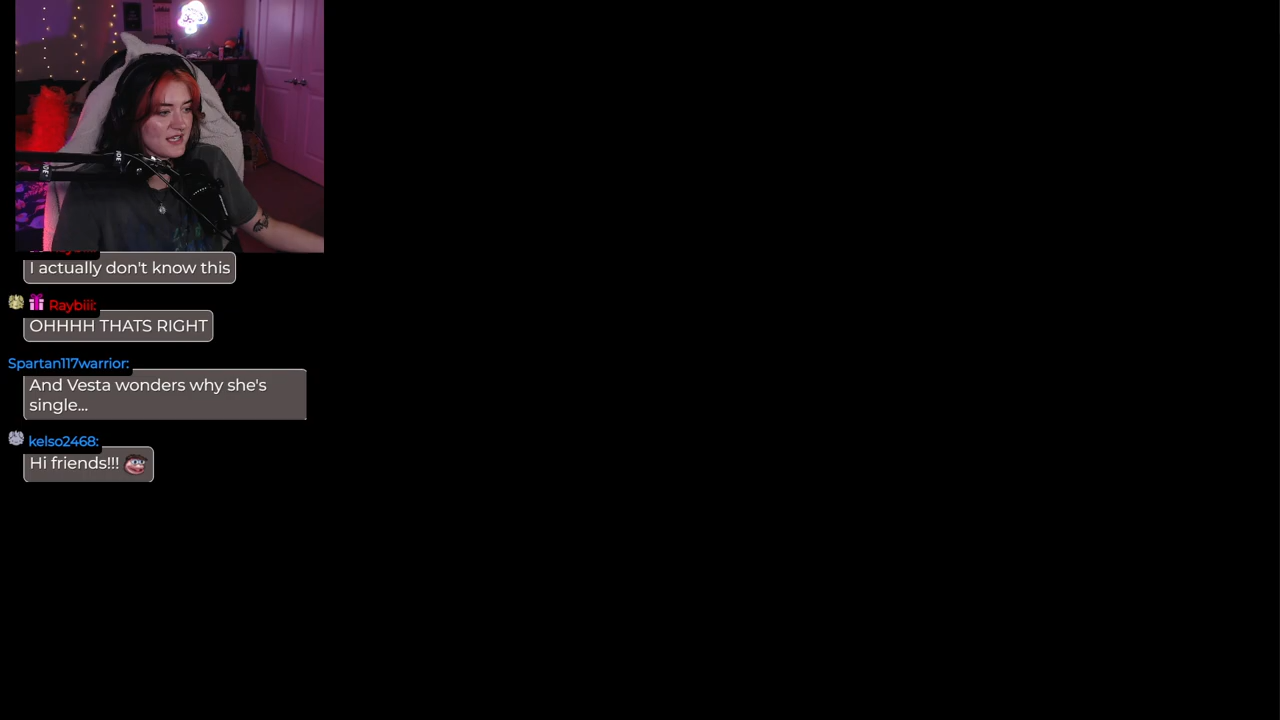 I actually don't know this
Raybiii:
OHHHH THATS RIGHT
Spartan117warrior:
And Vesta wonders why she's
single...
kelso2468:
Hi friends!!!